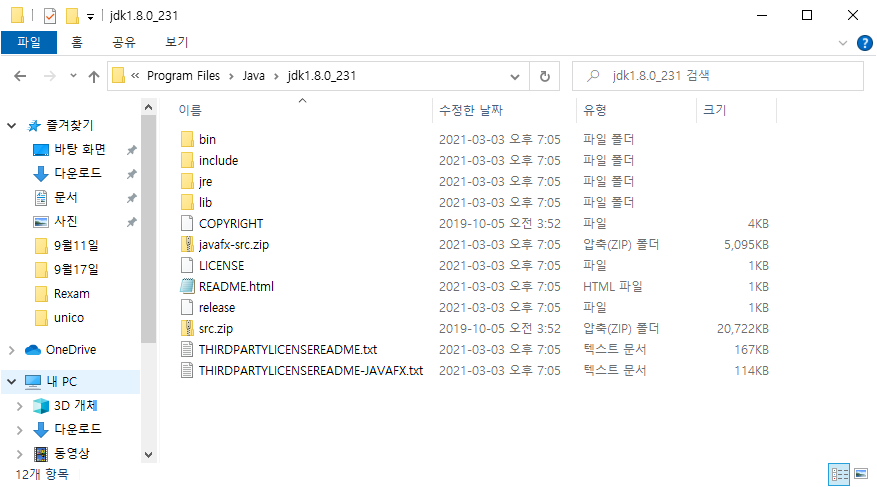 jdk1.8.0_231
파일 홈 공유 보기
« Program Files > Java > jdk1.8.0_231
jdk1.8.0_231 검색
이름 수정한 날짜 유형 크기
즐겨찾기
바탕 화면
다운로드
문서
사진
9월11일
9월17일
Rexam
unico
OneDrive
내 PC
3D 개체
다운로드
동영상
bin 2021-03-03 오후 7:05 파일 폴더
include 2021-03-03 오후 7:05 파일 폴더
jre 2021-03-03 오후 7:05 파일 폴더
lib 2021-03-03 오후 7:05 파일 폴더
COPYRIGHT 2019-10-05 오전 3:52 파일 4KB
javafx-src.zip 2021-03-03 오후 7:05 압축(ZIP) 폴더 5,095KB
LICENSE 2021-03-03 오후 7:05 파일 1KB
README.html 2021-03-03 오후 7:05 HTML 파일 1KB
release 2021-03-03 오후 7:05 파일 1KB
src.zip 2019-10-05 오전 3:52 압축(ZIP) 폴더 20,722KB
THIRDPARTYLICENSEREADME.txt 2021-03-03 오후 7:05 텍스트 문서 167KB
THIRDPARTYLICENSEREADME-JAVAFX.txt 2021-03-03 오후 7:05 텍스트 문서 114KB
12개 항목